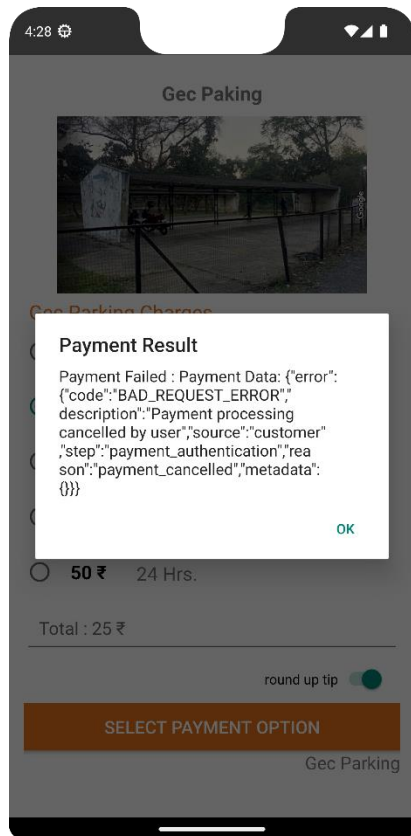 4:28
Gec Paking
Google
Gec Parking Charges
Payment Result
Payment Failed : Payment Data: {"error":
{"code":"BAD_REQUEST_ERROR","
description":"Payment processing
cancelled by user","source":"customer"
,"step":"payment_authentication","rea
son":"payment_cancelled","metadata":
{}}}
OK
50 ₹ 24 Hrs.
Total : 25 ₹
round up tip
SELECT PAYMENT OPTION
Gec Parking